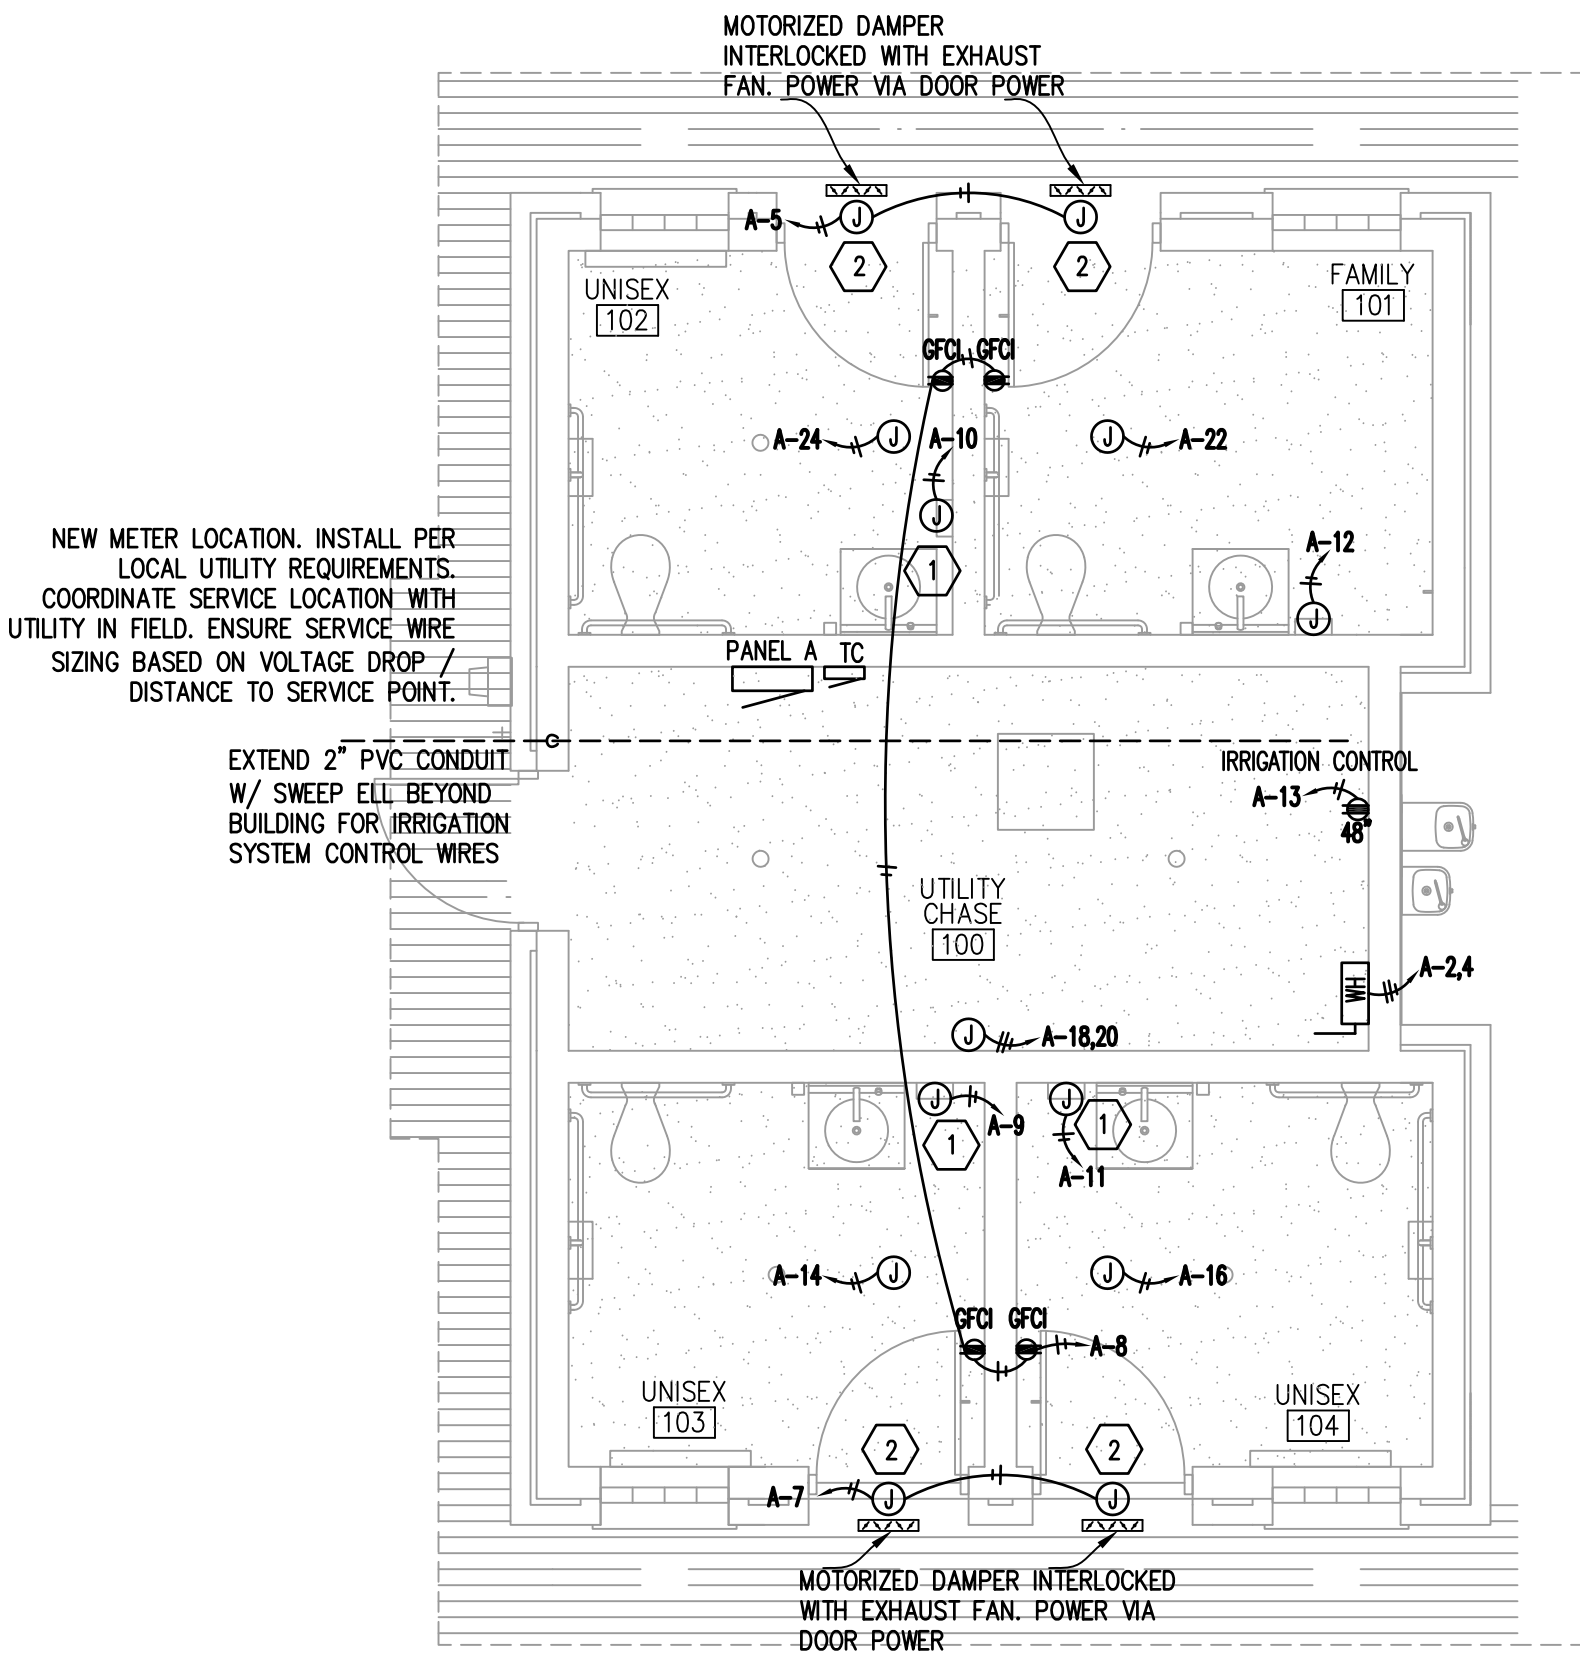 MOTORIZED DAMPER
INTERLOCKED WITH EXHAUST
FAN. POWER VIA DOOR POWER
A-5
J
J
2
2
UNISEX
102
FAMILY
101
GFCI
GFCI
A-24
J
A-10
J
A-22
J
1
A-12
J
NEW METER LOCATION. INSTALL PER
LOCAL UTILITY REQUIREMENTS.
COORDINATE SERVICE LOCATION WITH
UTILITY IN FIELD. ENSURE SERVICE WIRE
SIZING BASED ON VOLTAGE DROP /
DISTANCE TO SERVICE POINT.
PANEL A
TC
EXTEND 2" PVC CONDUIT
W/ SWEEP ELL BEYOND
BUILDING FOR IRRIGATION
SYSTEM CONTROL WIRES
IRRIGATION CONTROL
A-13
48"
UTILITY
CHASE
100
WH
A-2,4
J
A-18,20
J
A-9
1
J
1
A-11
A-14
J
J
A-16
GFCI
GFCI
A-8
UNISEX
103
UNISEX
104
2
2
A-7
J
J
MOTORIZED DAMPER INTERLOCKED
WITH EXHAUST FAN. POWER VIA
DOOR POWER